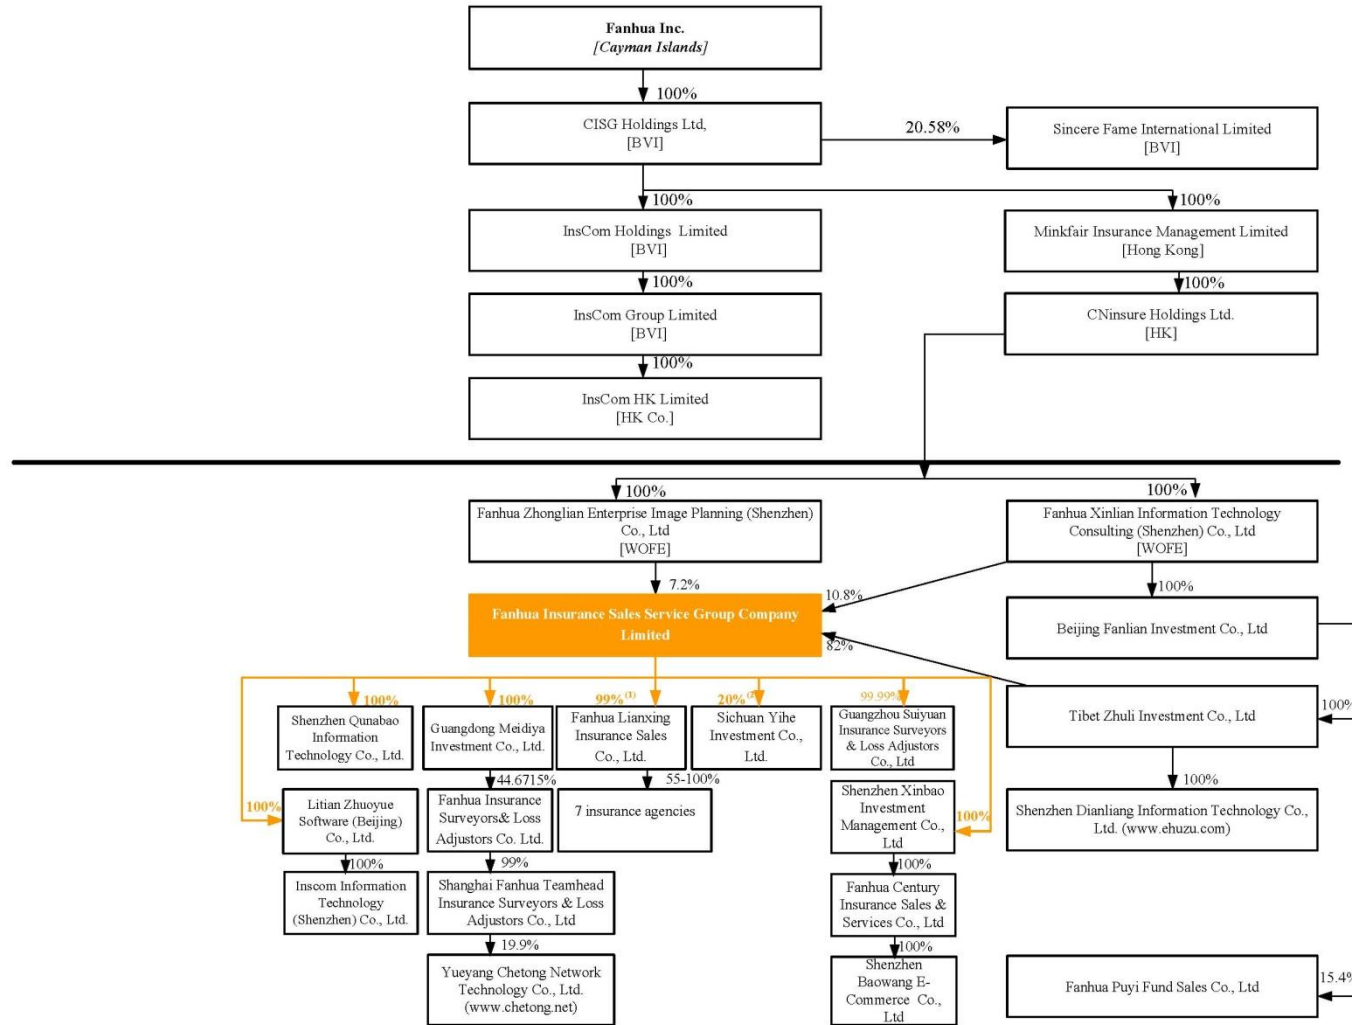 Fanhua Inc.
[Cayman Islands]
100%
CISG Holdings Ltd,
[BVI]
20.58%
Sincere Fame International Limited
[BVI]
100%
100%
InsCom Holdings Limited
[BVI]
Minkfair Insurance Management Limited
[Hong Kong]
100%
100%
InsCom Group Limited
[BVI]
CNinsure Holdings Ltd.
[HK]
100%
InsCom HK Limited
[HK Co.]
100%
100%
Fanhua Zhonglian Enterprise Image Planning (Shenzhen)
Co., Ltd
[WOFE]
Fanhua Xinlian Information Technology
Consulting (Shenzhen) Co., Ltd
[WOFE]
7.2%
10.8%
100%
Fanhua Insurance Sales Service Group Company
Limited
82%
Beijing Fanlian Investment Co., Ltd
100%
100%
99% (1)
20% (2)
99.99%
Shenzhen Qunabao
Information
Technology Co., Ltd.
Guangdong Meidiya
Investment Co., Ltd.
Fanhua Lianxing
Insurance Sales
Co., Ltd.
Sichuan Yihe
Investment Co.,
Ltd.
Guangzhou Suiyuan
Insurance Surveyors
& Loss Adjustors
Co., Ltd
Tibet Zhuli Investment Co., Ltd
100%
44.6715%
55-100%
100%
100%
Litian Zhuoyue
Software (Beijing)
Co., Ltd.
Fanhua Insurance
Surveyors& Loss
Adjustors Co. Ltd.
7 insurance agencies
Shenzhen Xinbao
Investment
Management Co.,
Ltd
100%
Shenzhen Dianliang Information Technology Co.,
Ltd. (www.ehuzu.com)
100%
99%
100%
Inscom Information
Technology
(Shenzhen) Co., Ltd.
Shanghai Fanhua Teamhead
Insurance Surveyors & Loss
Adjustors Co., Ltd
Fanhua Century
Insurance Sales &
Services Co., Ltd
19.9%
100%
Yueyang Chetong Network
Technology Co., Ltd.
(www.chetong.net)
Shenzhen
Baowang E-
Commerce Co.,
Ltd
Fanhua Puyi Fund Sales Co., Ltd
15.4%